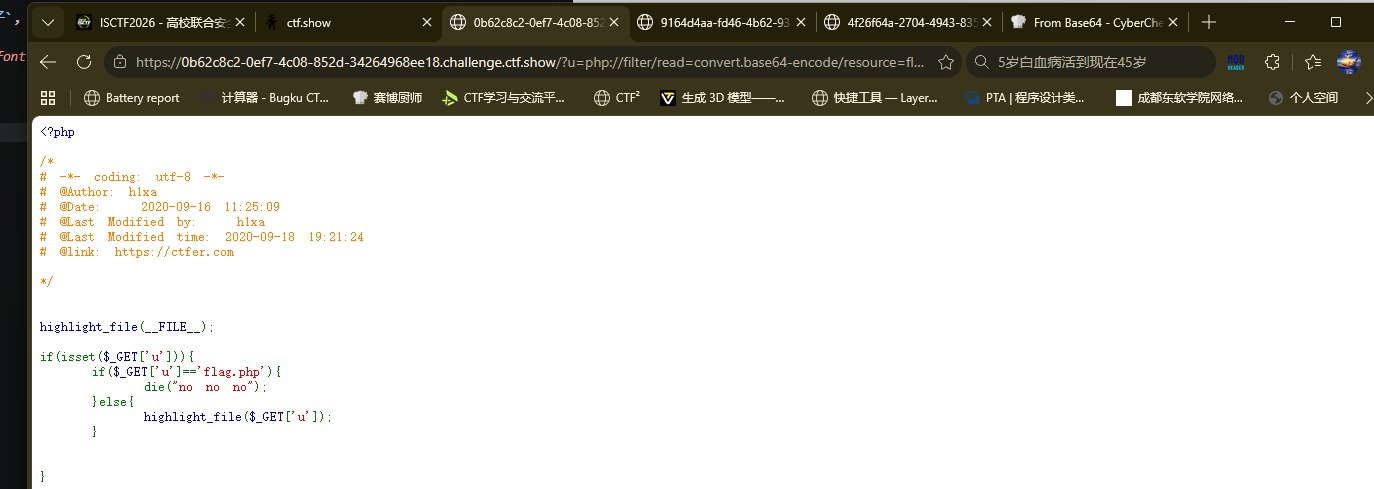 ISCTF2026 - 高校联合安全
ctf.show
0b62c8c2-0ef7-4c08-852
9164d4aa-fd46-4b62-93
4f26f64a-2704-4943-835
From Base64 - CyberChe
font
https://0b62c8c2-0ef7-4c08-852d-34264968ee18.challenge.ctf.show/?u=php://filter/read=convert.base64-encode/resource=fl...
5岁白血病活到现在45岁
Battery report
计算器 - Bugku CT...
赛博厨师
CTF学习与交流平...
CTF²
生成 3D 模型——...
快捷工具 — Layer...
PTA | 程序设计类...
成都东软学院网络...
个人空间
<?php
/*
# -*- coding: utf-8 -*-
# @Author: h1xa
# @Date: 2020-09-16 11:25:09
# @Last Modified by: h1xa
# @Last Modified time: 2020-09-18 19:21:24
# @link: https://ctfer.com
*/
highlight_file(__FILE__);
if(isset($_GET['u'])){
if($_GET['u']=='flag.php'){
die("no no no");
}else{
highlight_file($_GET['u']);
}
}